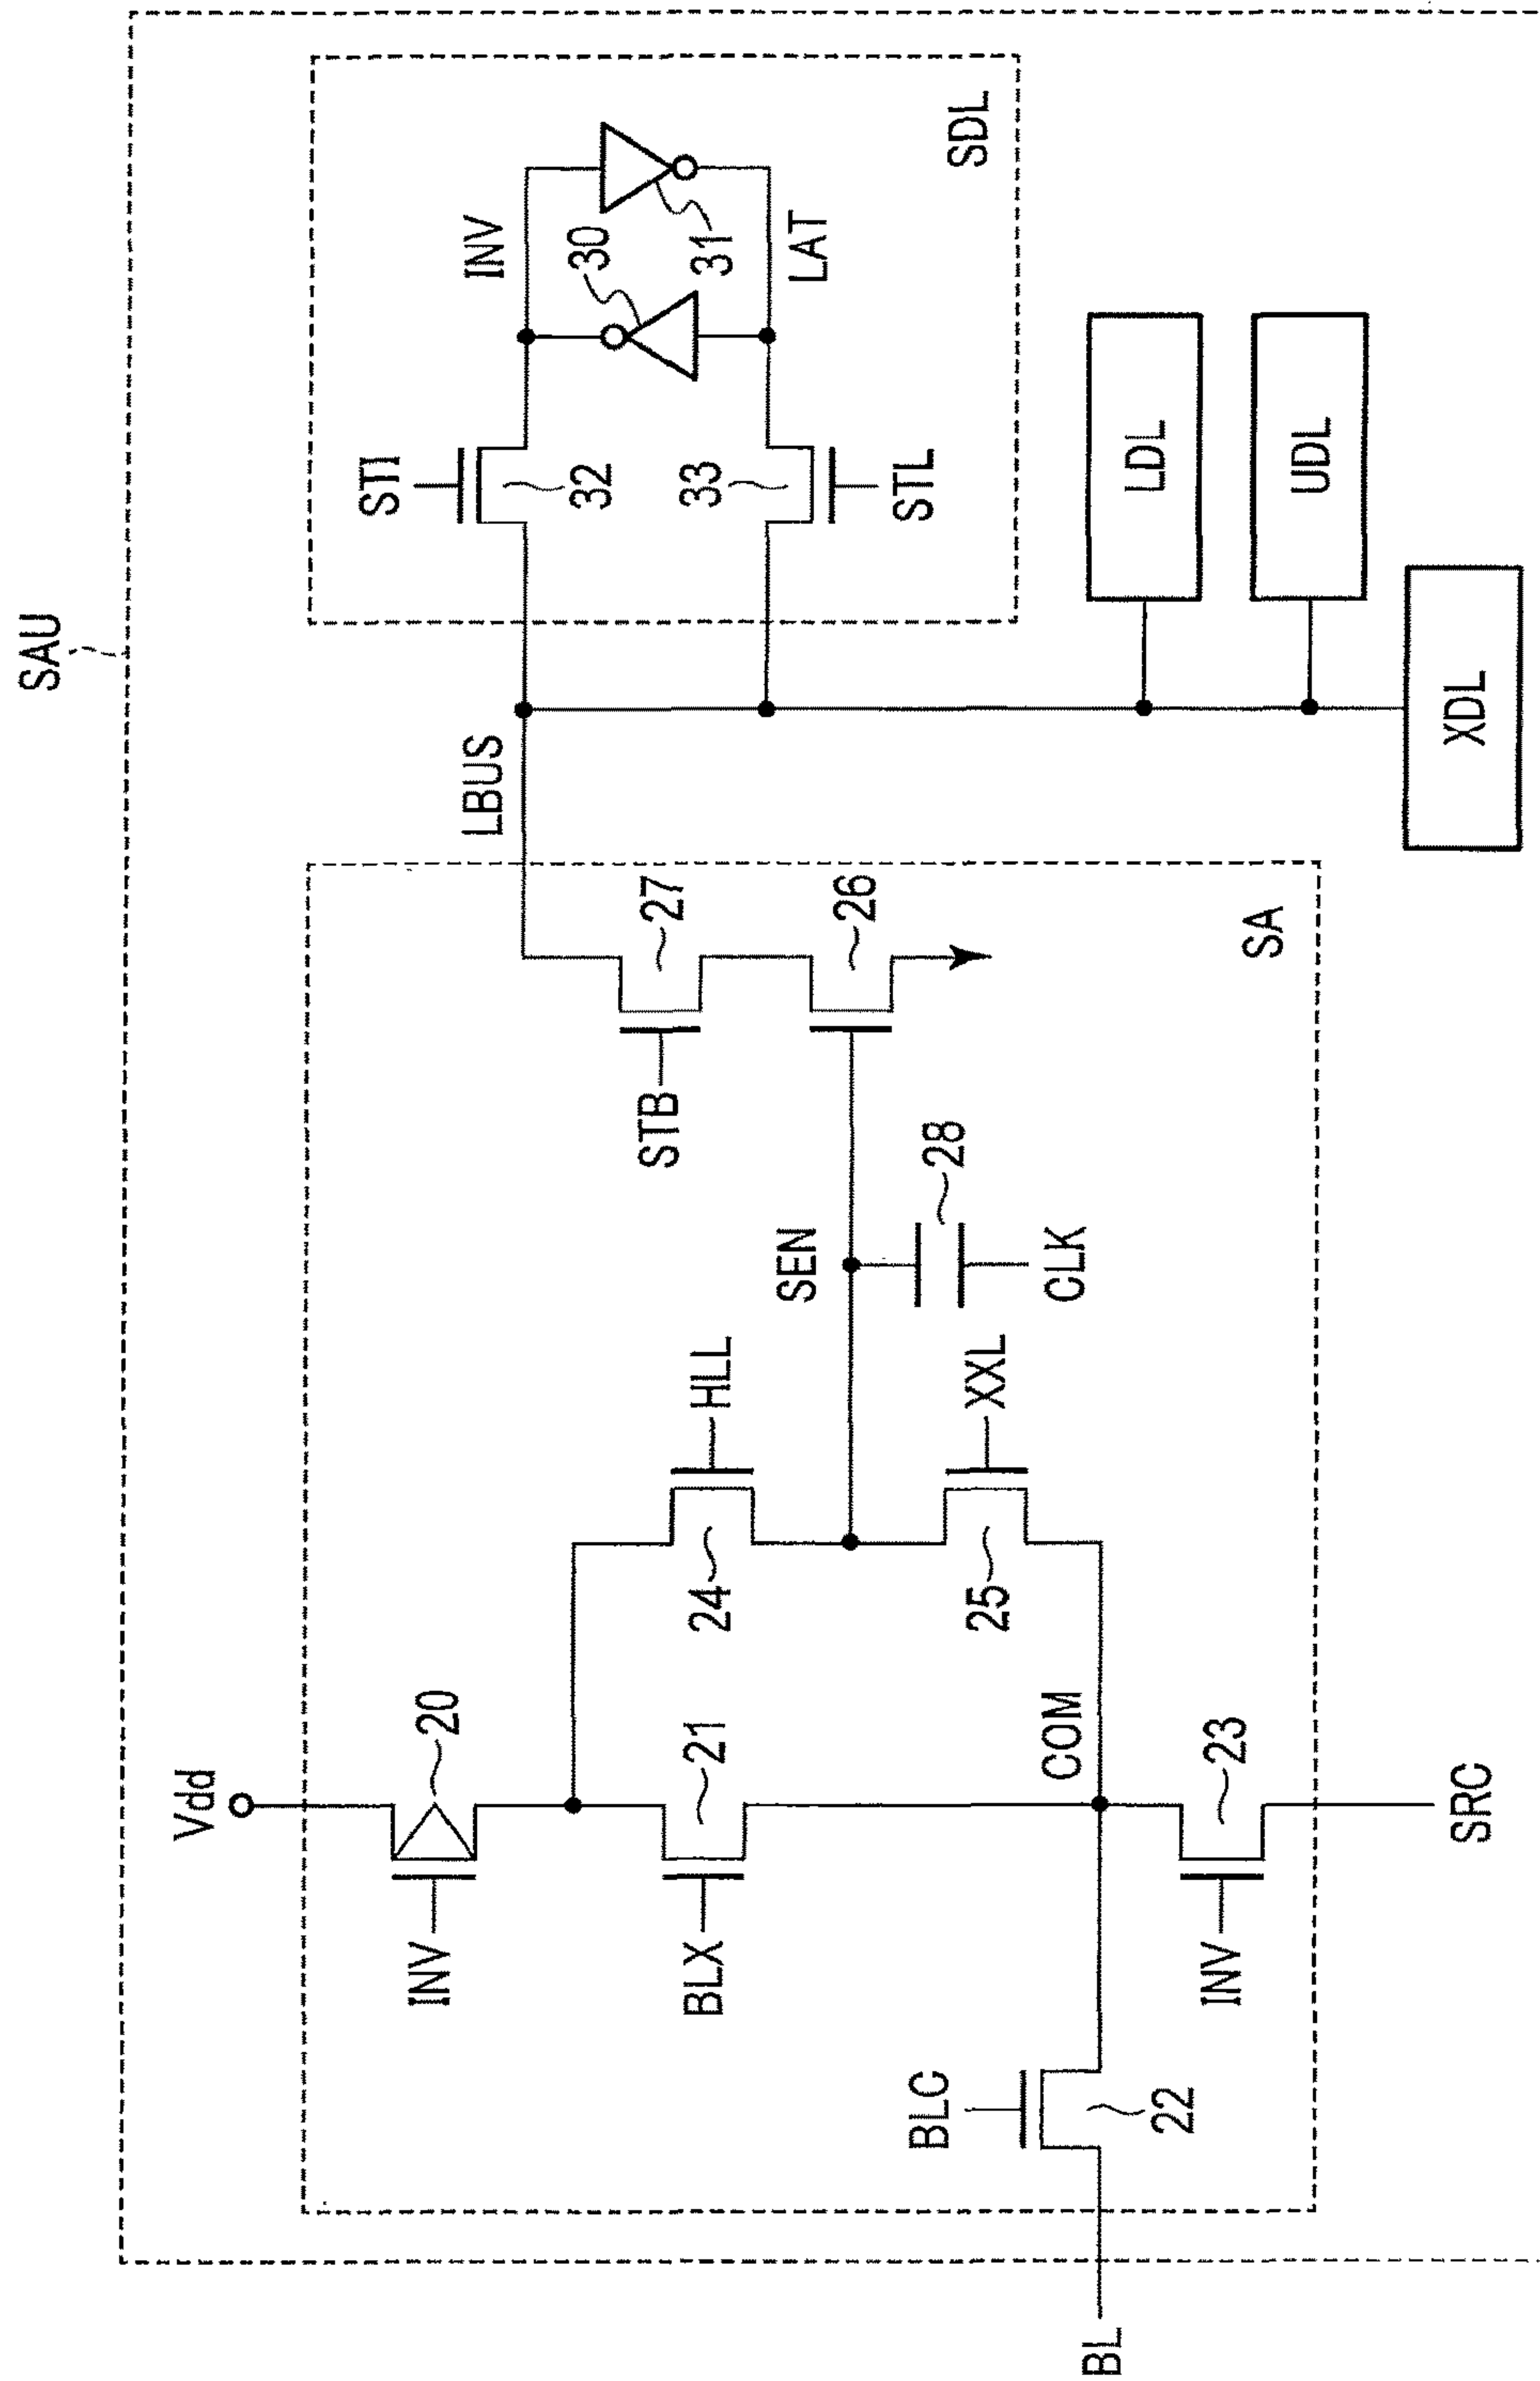 SAU
Vdd
INV
20
BLX
21
HLL
24
SEN
STB
27
LBUS
STI
32
INV
30
31
33
LAT
STL
SDL
26
28
CLK
XXL
25
COM
BLC
22
BL
INV
23
SRC
SA
LDL
UDL
XDL